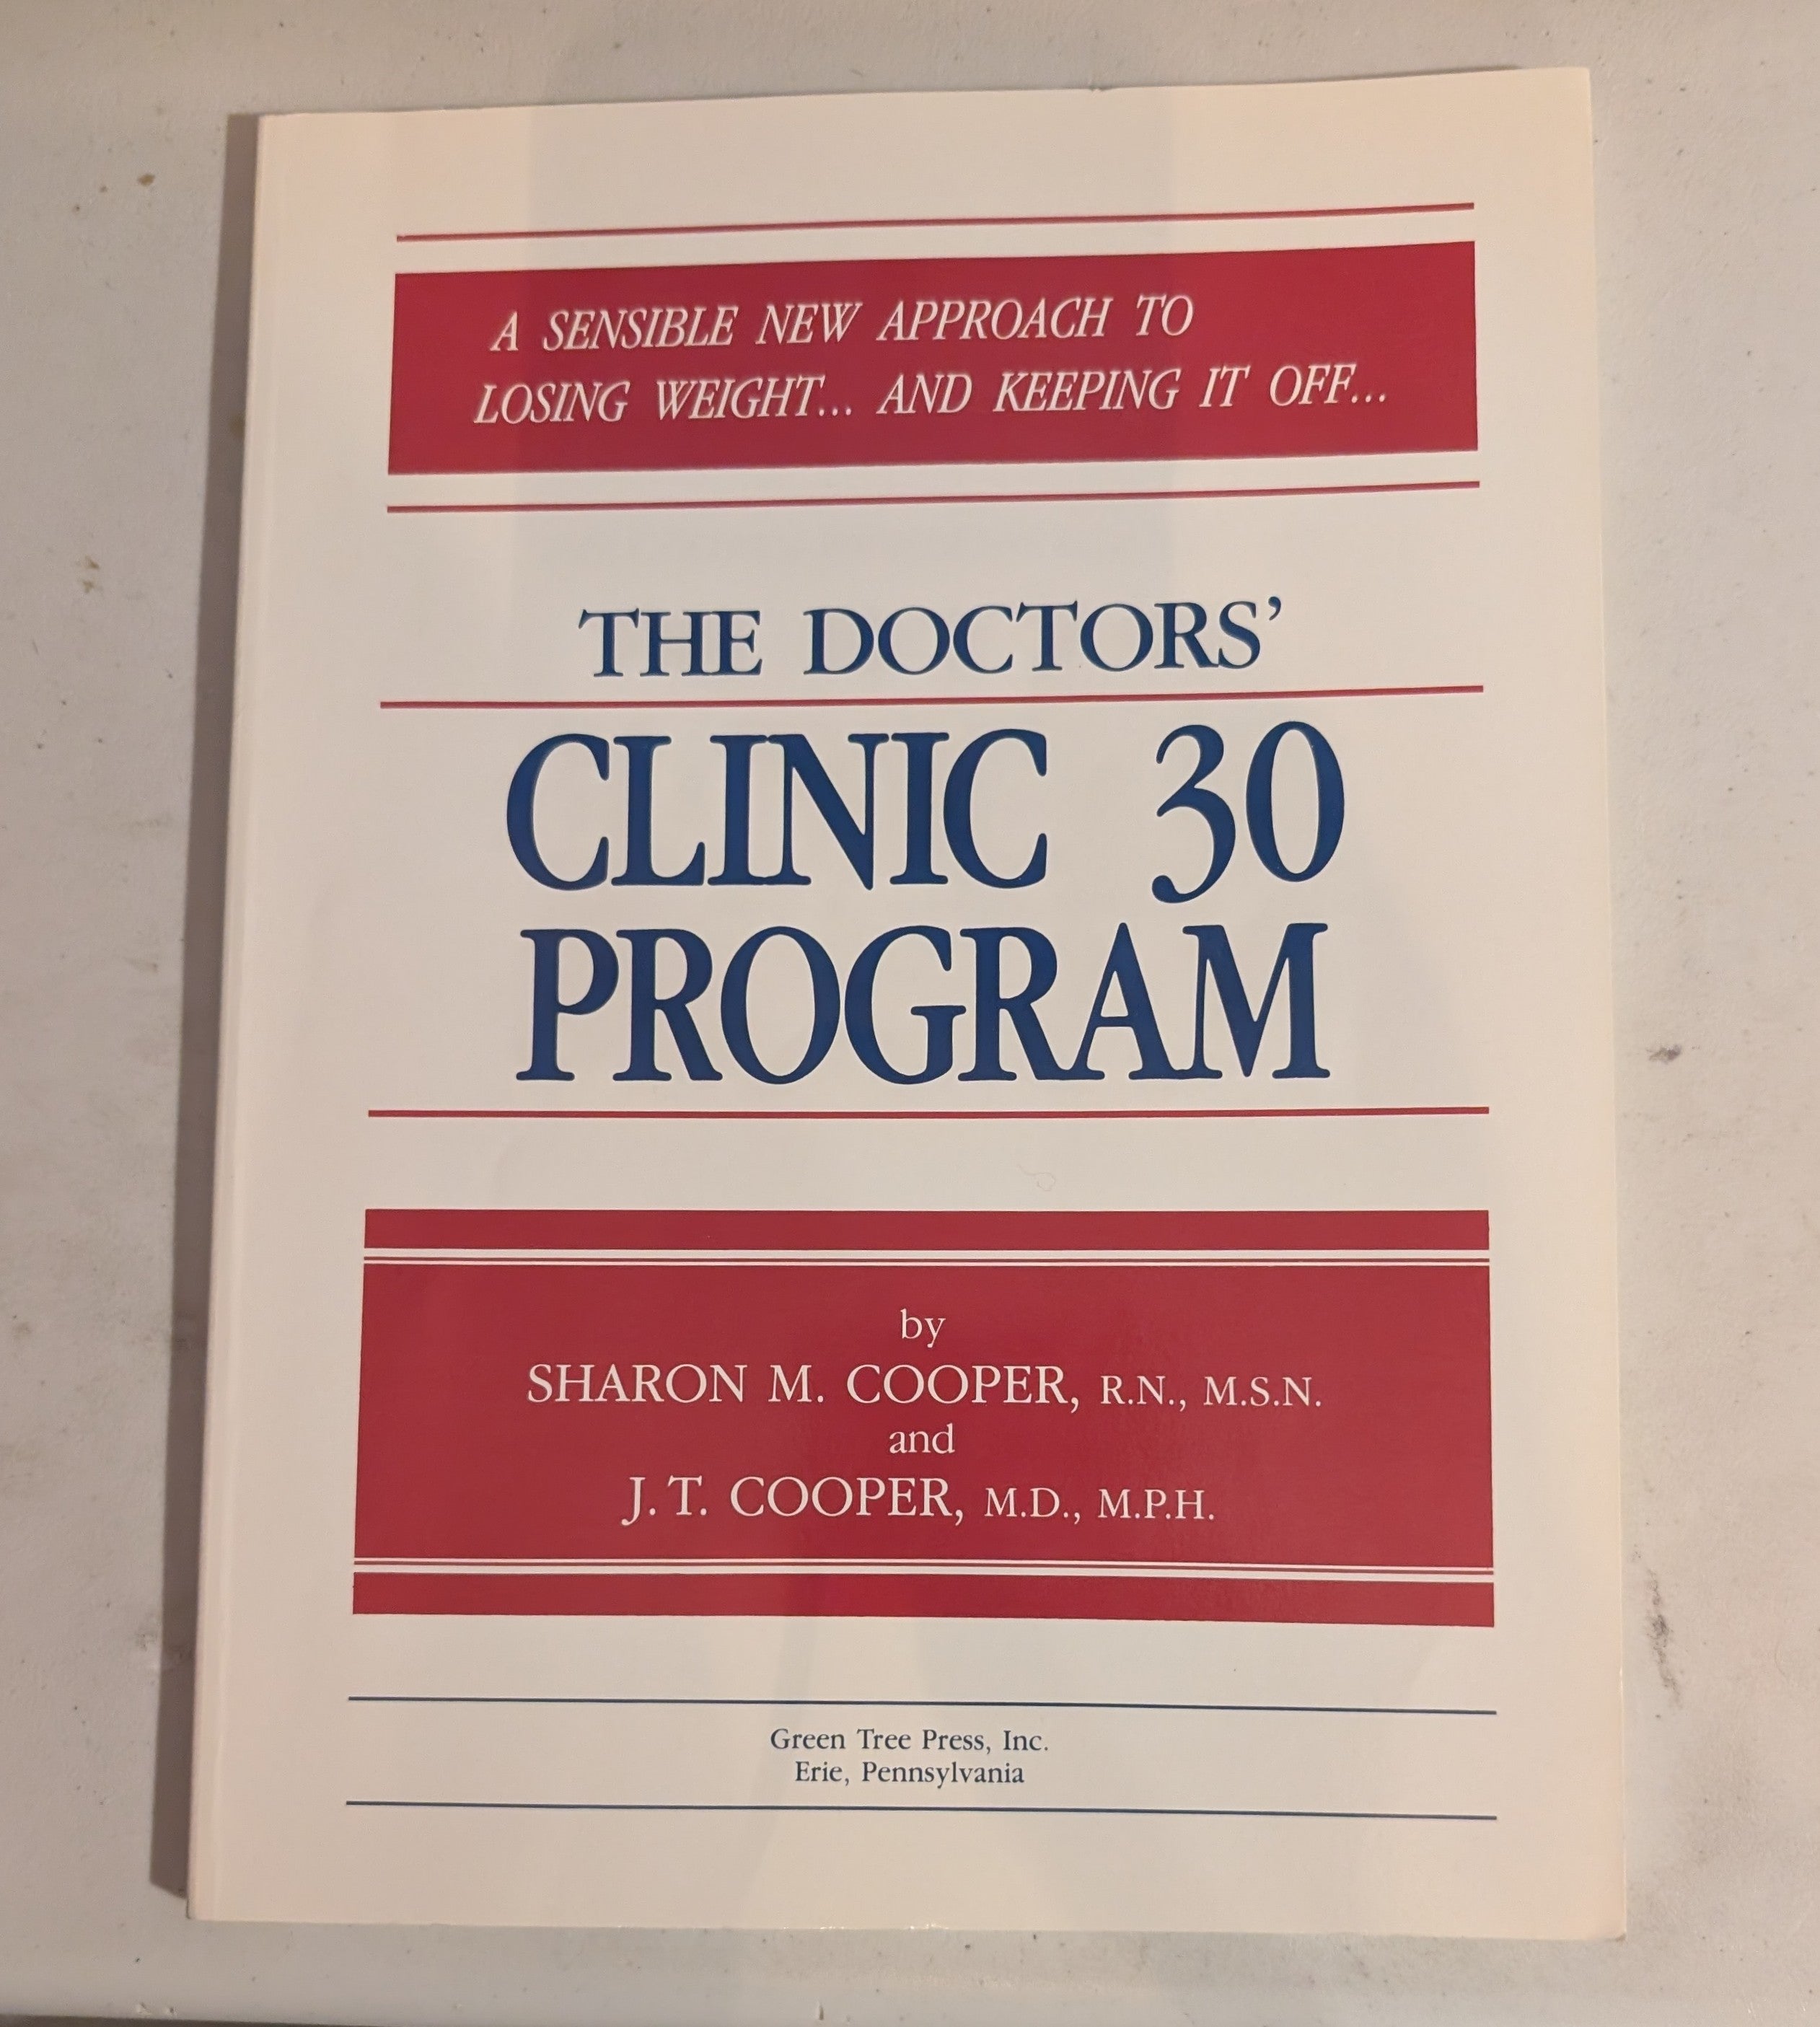 A SENSIBLE NEW APPROACH TO
LOSING WEIGHT... AND KEEPING IT OFF...
THE DOCTORS’
CLINIC 30
PROGRAM
by
SHARON M. COOPER, R.N., M.S.N.
and
J. T. COOPER, M.D., M.P.H.
Green Tree Press, Inc.
Erie, Pennsylvania